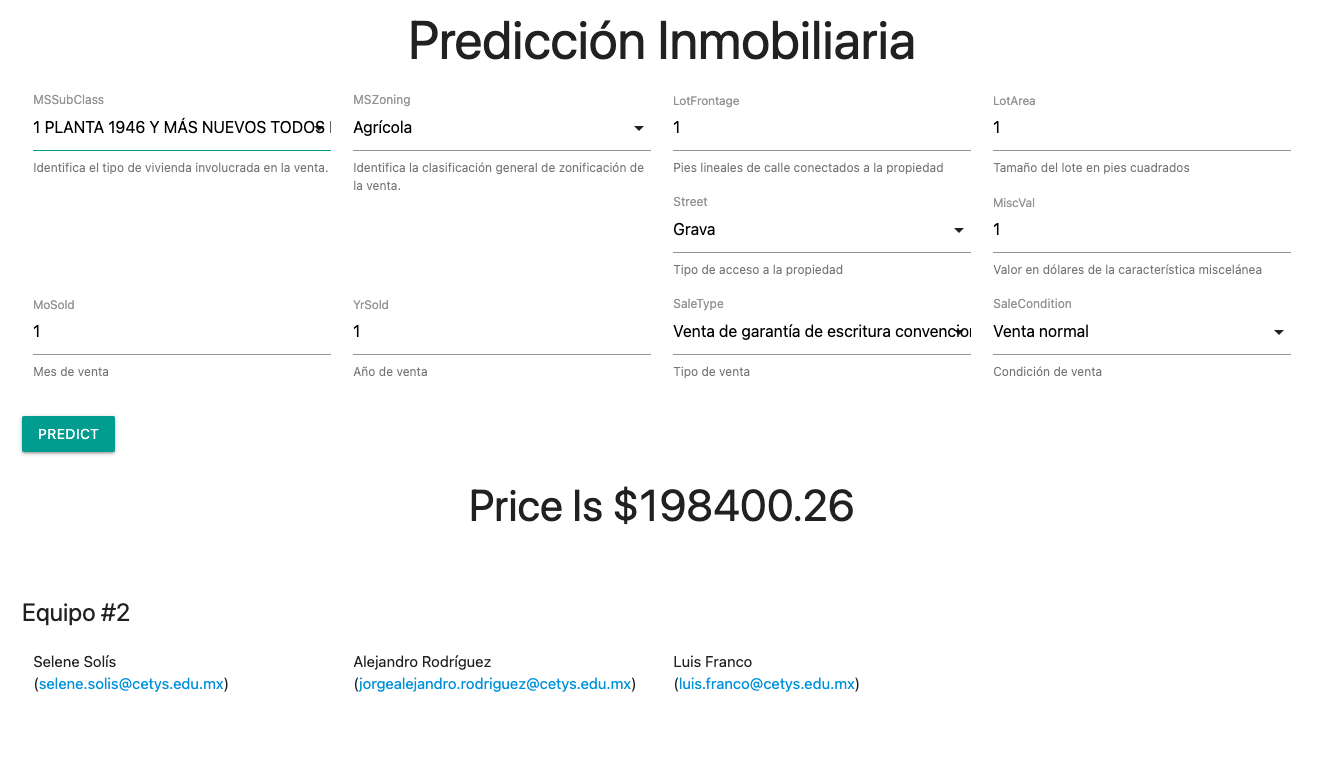 Predicción Inmobiliaria
MSSubClass
1 PLANTA 1946 Y MÁS NUEVOS TODOS
Identifica el tipo de vivienda involucrada en la venta.
MSZoning
Agrícola
Identifica la clasificación general de zonificación de
la venta.
LotFrontage
1
Pies lineales de calle conectados a la propiedad
LotArea
1
Tamaño del lote en pies cuadrados
Street
Grava
Tipo de acceso a la propiedad
MiscVal
1
Valor en dólares de la característica miscelánea
MoSold
1
Mes de venta
YrSold
1
Año de venta
SaleType
Venta de garantía de escritura
Tipo de venta
SaleCondition
Venta normal
Condición de venta
PREDICT
Price Is $198400.26
Equipo #2
Selene Solís
(selene.solis@cetys.edu.mx)
Alejandro Rodríguez
(jorgealejandro.rodriguez@cetys.edu.mx)
Luis Franco
(luis.franco@cetys.edu.mx)